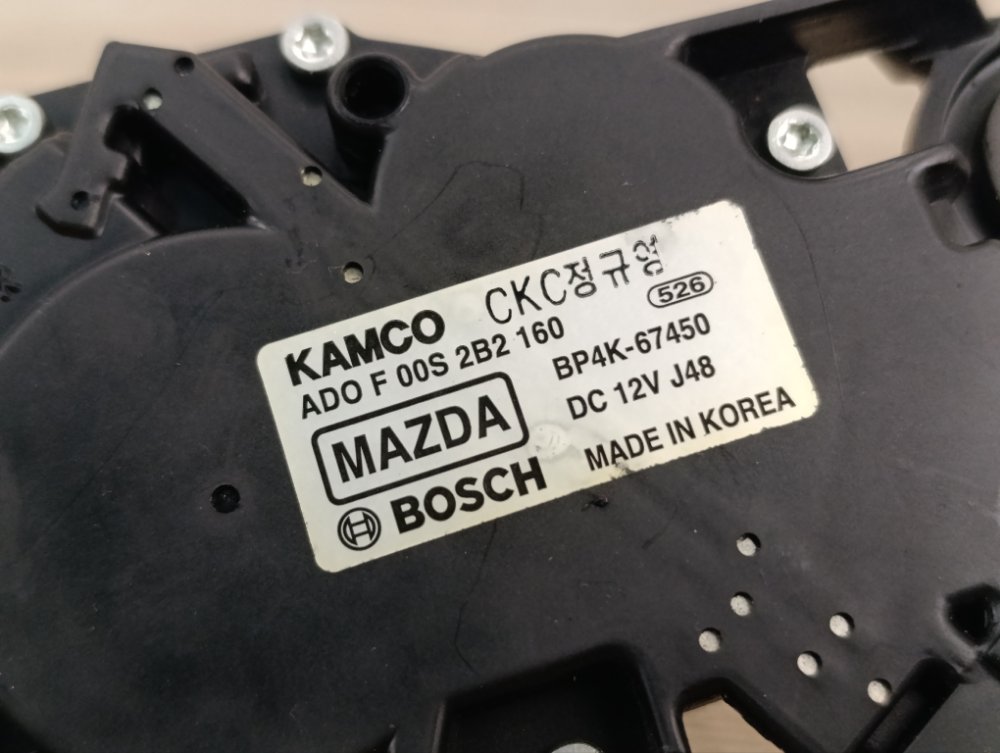 KAMCO CKC정규영
ADO F 00S 2B2 160 526
MAZDA BP4K-67450
DC 12V J48
BOSCH MADE IN KOREA